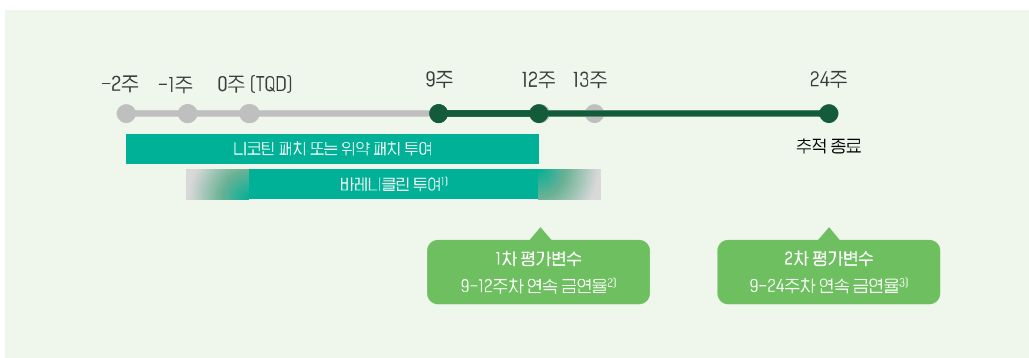 -2주 -1주 0주 (TQD) 9주 12주 13주 24주
추적 종료
니코틴 패치 또는 위약 패치 투여
바레니클린 투여1)
1차 평가변수
9-12주차 연속 금연율2)
2차 평가변수
9-24주차 연속 금연율3)